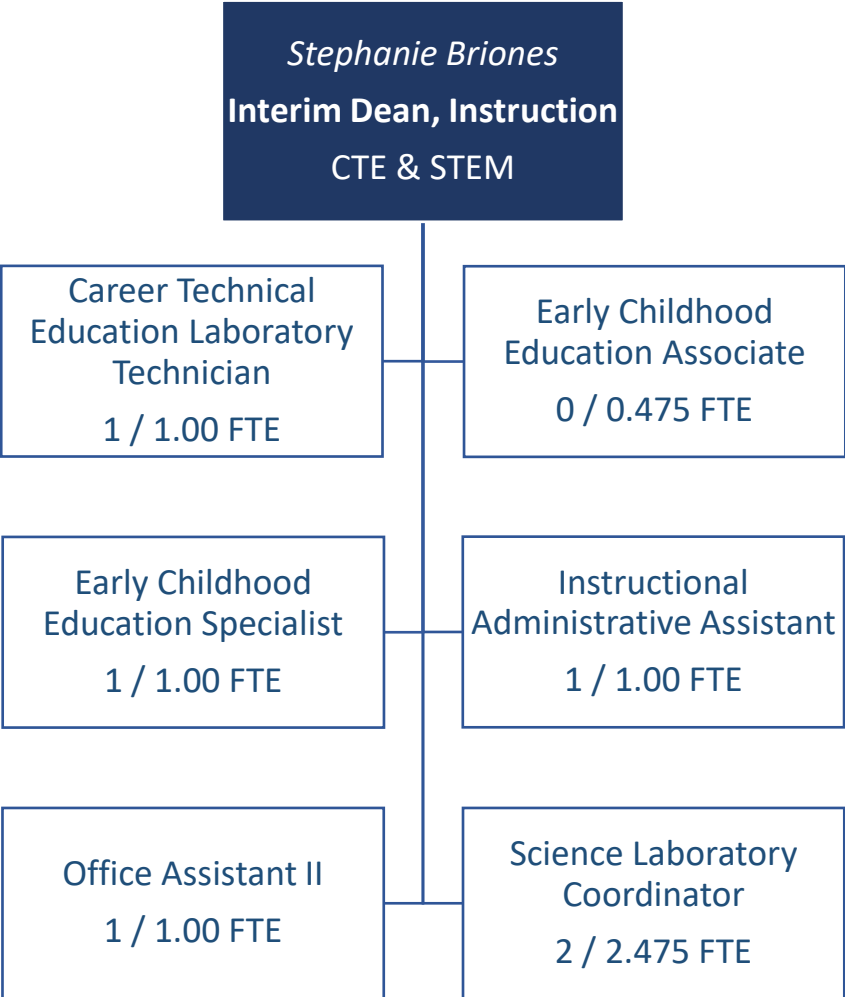 Stephanie Briones
Interim Dean, Instruction
CTE & STEM
Career Technical
Education Laboratory
Technician
1 / 1.00 FTE
Early Childhood
Education Associate
0 / 0.475 FTE
Early Childhood
Education Specialist
1 / 1.00 FTE
Instructional
Administrative Assistant
1 / 1.00 FTE
Office Assistant II
1 / 1.00 FTE
Science Laboratory
Coordinator
2 / 2.475 FTE